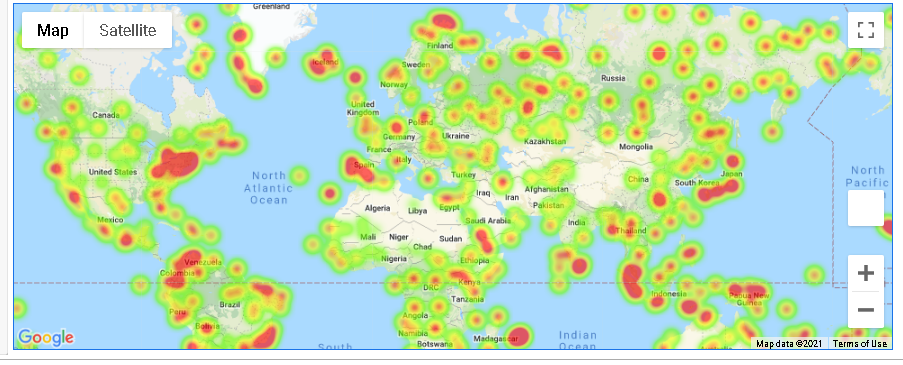 Greenland
Map
Satellite
Iceland
Finland
Sweden
Russia
Norway
Canada
United
Kingdom
Poland
Germany
Ukraine
Kazakhstan
Mongolia
France
Italy
United States
North
Atlantic
Ocean
Spain
Turkey
China
South Korea
Japan
North
Pacific
Iraq
Iran
Afghanistan
Pakistan
Algeria
Libya
Egypt
Saudi Arabia
India
Mexico
Mali
Niger
Chad
Sudan
Thailand
Nigeria
Ethiopia
Venezuela
Colombia
DRC
Kenya
Indonesia
Papua New
Guinea
Tanzania
Brazil
Peru
Angola
Bolivia
Namibia
Botswana
Madagascar
Indian
Ocean
South
Google
Map data ©2021
Terms of Use